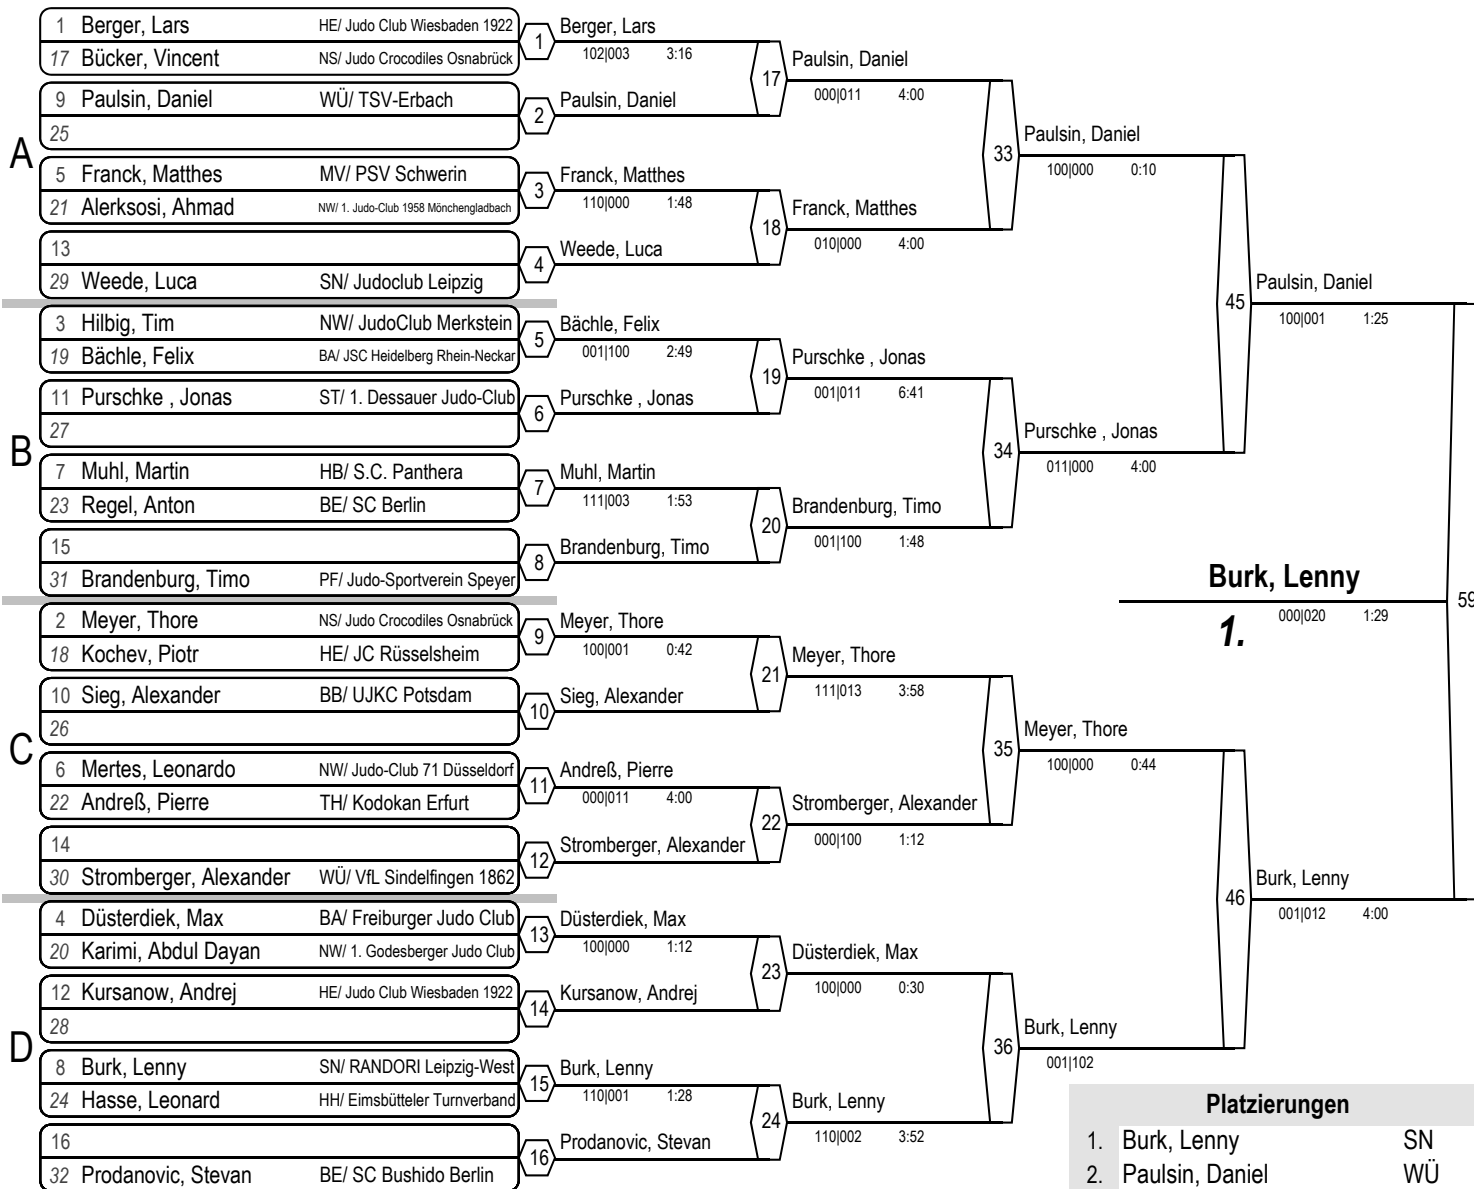 A
1 Berger, Lars HE/ Judo Club Wiesbaden 1922
17 Bücker, Vincent NS/ Judo Crocodiles Osnabrück
9 Paulsin, Daniel WÜ/ TSV-Erbach
25
5 Franck, Matthes MV/ PSV Schwerin
21 Alerksosi, Ahmad NW/ 1. Judo-Club 1958 Mönchengladbach
13
29 Weede, Luca SN/ Judoclub Leipzig
B
3 Hilbig, Tim NW/ JudoClub Merkstein
19 Bächle, Felix BA/ JSC Heidelberg Rhein-Neckar
11 Purschke , Jonas ST/ 1. Dessauer Judo-Club
27
7 Muhl, Martin HB/ S.C. Panthera
23 Regel, Anton BE/ SC Berlin
15
31 Brandenburg, Timo PF/ Judo-Sportverein Speyer
C
2 Meyer, Thore NS/ Judo Crocodiles Osnabrück
18 Kochev, Piotr HE/ JC Rüsselsheim
10 Sieg, Alexander BB/ UJKC Potsdam
26
6 Mertes, Leonardo NW/ Judo-Club 71 Düsseldorf
22 Andreß, Pierre TH/ Kodokan Erfurt
14
30 Stromberger, Alexander WÜ/ VfL Sindelfingen 1862
D
4 Düsterdiek, Max BA/ Freiburger Judo Club
20 Karimi, Abdul Dayan NW/ 1. Godesberger Judo Club
12 Kursanow, Andrej HE/ Judo Club Wiesbaden 1922
28
8 Burk, Lenny SN/ RANDORI Leipzig-West
24 Hasse, Leonard HH/ Eimsbütteler Turnverband
16
32 Prodanovic, Stevan BE/ SC Bushido Berlin
1 Berger, Lars
102|003 3:16
2 Paulsin, Daniel
3 Franck, Matthes
110|000 1:48
4 Weede, Luca
5 Bächle, Felix
001|100 2:49
6 Purschke , Jonas
7 Muhl, Martin
111|003 1:53
8 Brandenburg, Timo
9 Meyer, Thore
100|001 0:42
10 Sieg, Alexander
11 Andreß, Pierre
000|011 4:00
12 Stromberger, Alexander
13 Düsterdiek, Max
100|000 1:12
14 Kursanow, Andrej
15 Burk, Lenny
110|001 1:28
16 Prodanovic, Stevan
17 Paulsin, Daniel
000|011 4:00
18 Franck, Matthes
010|000 4:00
19 Purschke , Jonas
001|011 6:41
20 Brandenburg, Timo
001|100 1:48
21 Meyer, Thore
111|013 3:58
22 Stromberger, Alexander
000|100 1:12
23 Düsterdiek, Max
100|000 0:30
24 Burk, Lenny
110|002 3:52
33 Paulsin, Daniel
100|000 0:10
34 Purschke , Jonas
011|000 4:00
35 Meyer, Thore
100|000 0:44
36 Burk, Lenny
001|102
45 Paulsin, Daniel
100|001 1:25
46 Burk, Lenny
001|012 4:00
Burk, Lenny
59
1. 000|020 1:29
Platzierungen
1. Burk, Lenny SN
2. Paulsin, Daniel WÜ